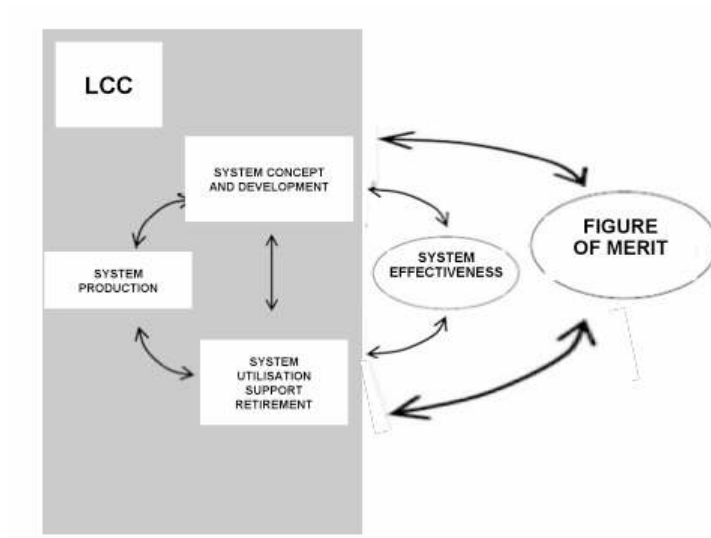 LCC
SYSTEM CONCEPT
AND DEVELOPMENT
SYSTEM
PRODUCTION
SYSTEM
UTILISATION
SUPPORT
RETIREMENT
SYSTEM
EFFECTIVENESS
FIGURE
OF MERIT